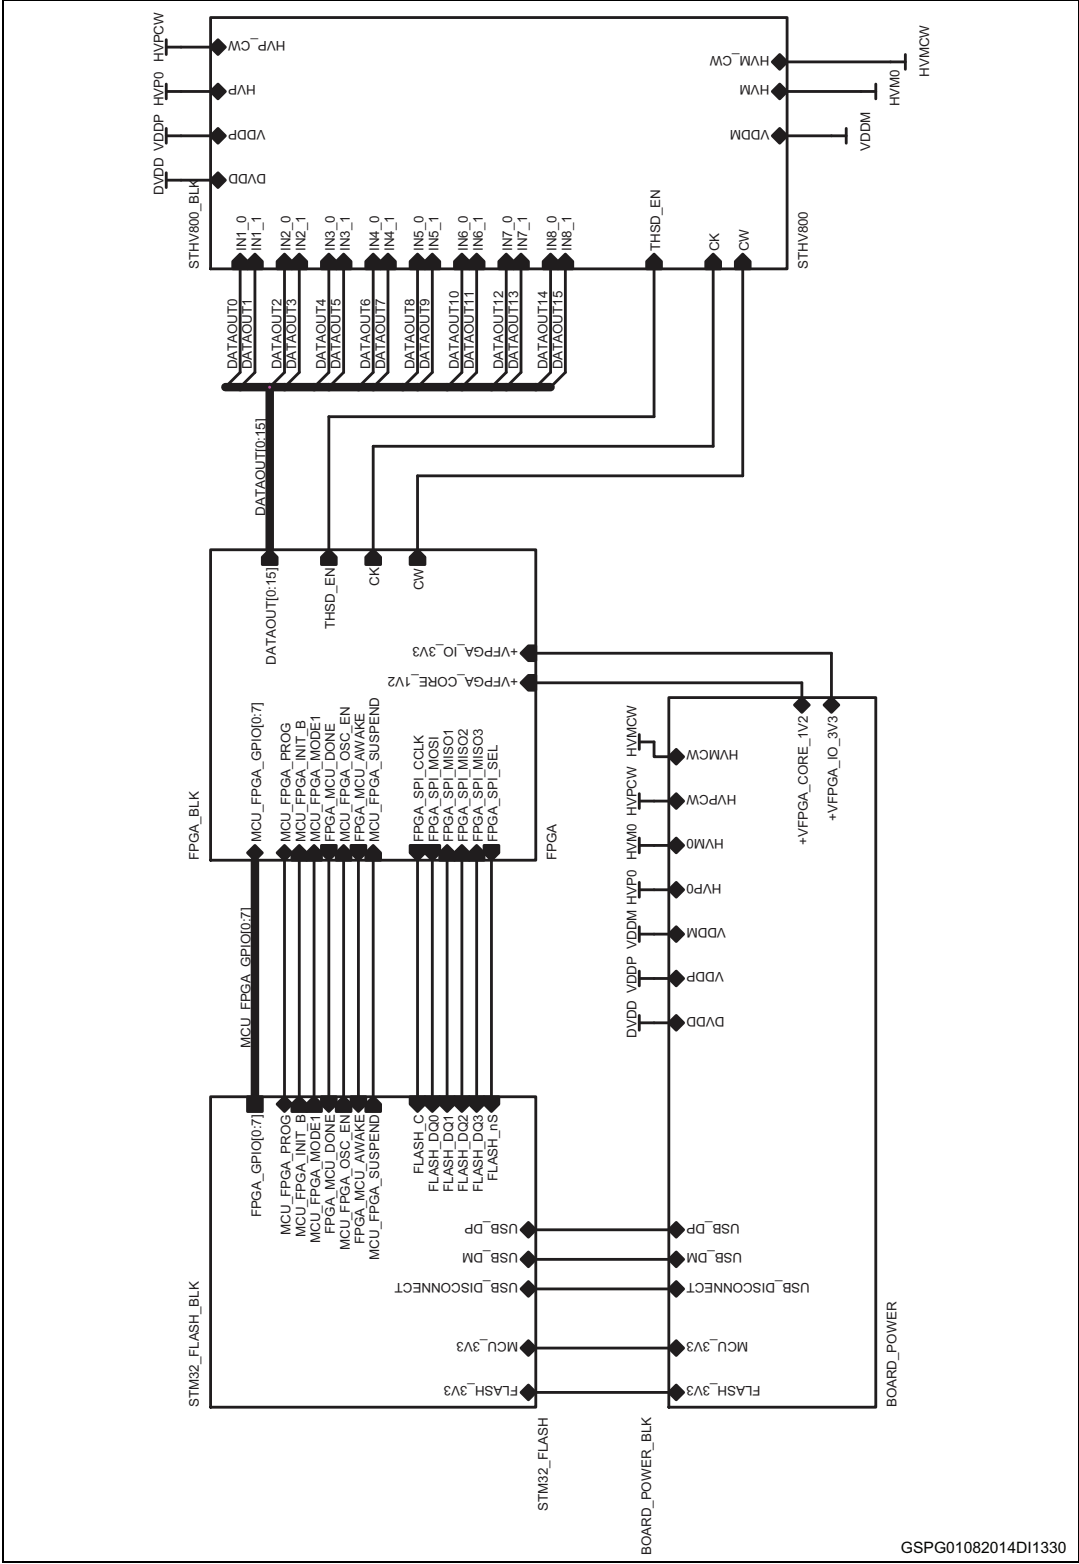 HVPCW
HVP0
VDDP
DVDD
HVP_CW
HVP
VDDP
DVDD
HVM_CW
HVM
VDDM
HVMCW
HVM0
VDDM
STHV800_BLK
IN1_0
IN1_1
IN2_0
IN2_1
IN3_0
IN3_1
IN4_0
IN4_1
IN5_0
IN5_1
IN6_0
IN6_1
IN7_0
IN7_1
IN8_0
IN8_1
THSD_EN
CK
CW
STHV800
DATAOUT0
DATAOUT1
DATAOUT2
DATAOUT3
DATAOUT4
DATAOUT5
DATAOUT6
DATAOUT7
DATAOUT8
DATAOUT9
DATAOUT10
DATAOUT11
DATAOUT12
DATAOUT13
DATAOUT14
DATAOUT15
DATAOUT[0:15]
DATAOUT[0:15]
THSD_EN
CK
CW
+VFPGA_IO_3V3
+VFPGA_CORE_1V2
FPGA_BLK
MCU_FPGA_GPIO[0:7]
MCU_FPGA_PROG
MCU_FPGA_INIT_B
MCU_FPGA_MODE1
FPGA_MCU_DONE
MCU_FPGA_OSC_EN
FPGA_MCU_AWAKE
MCU_FPGA_SUSPEND
FPGA_SPI_CCLK
FPGA_SPI_MOSI
FPGA_SPI_MISO1
FPGA_SPI_MISO2
FPGA_SPI_MISO3
FPGA_SPI_SEL
FPGA
MCU_FPGA_GPIO[0:7]
FPGA_GPIO[0:7]
MCU_FPGA_PROG
MCU_FPGA_INIT_B
MCU_FPGA_MODE1
FPGA_MCU_DONE
MCU_FPGA_OSC_EN
FPGA_MCU_AWAKE
MCU_FPGA_SUSPEND
FLASH_C
FLASH_DQ0
FLASH_DQ1
FLASH_DQ2
FLASH_DQ3
FLASH_nS
USB_DP
USB_DM
USB_DISCONNECT
MCU_3V3
FLASH_3V3
STM32_FLASH_BLK
STM32_FLASH
HVMCW
HVPCW
HVM0
HVP0
VDDM
VDDP
DVDD
HVMCW
HVPCW
HVM0
HVP0
VDDM
VDDP
DVDD
+VFPGA_CORE_1V2
+VFPGA_IO_3V3
USB_DP
USB_DM
USB_DISCONNECT
MCU_3V3
FLASH_3V3
BOARD_POWER
BOARD_POWER_BLK
GSPG01082014DI1330